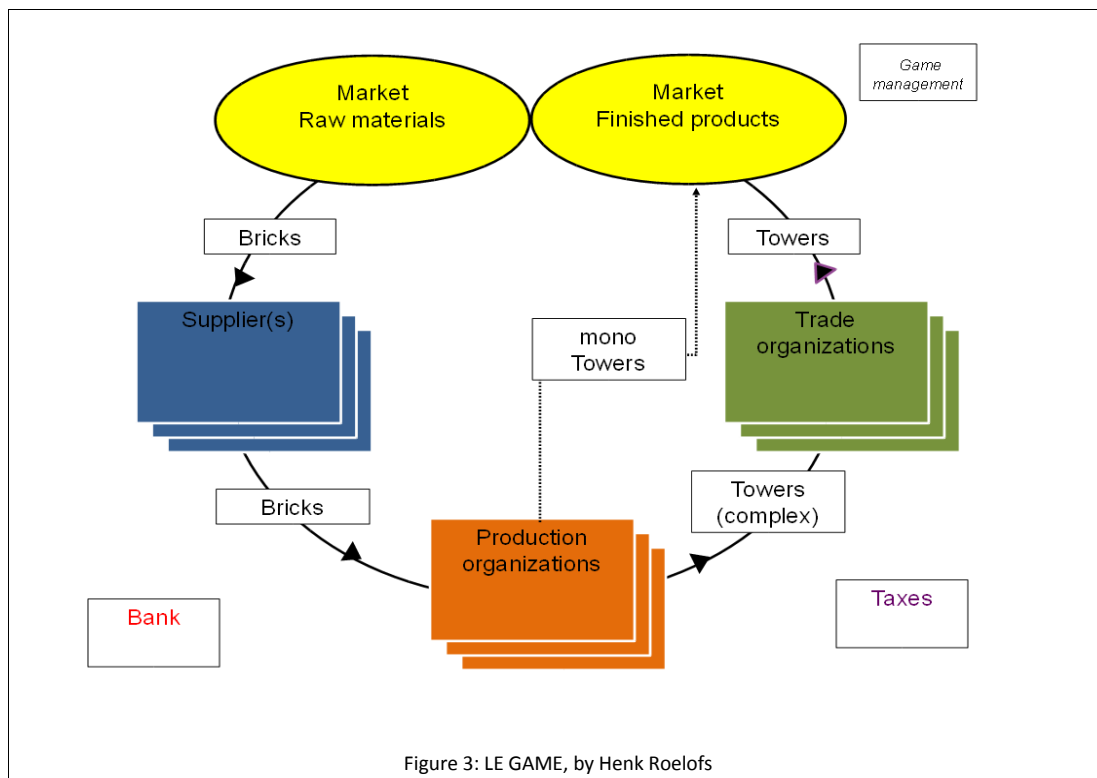 Market
Raw materials
Market
Finished products
Game
management
Bricks
Towers
Supplier(s)
mono
Towers
Trade
organizations
Bricks
Towers
(complex)
Production
organizations
Bank
Taxes
Figure 3: LE GAME, by Henk Roelofs